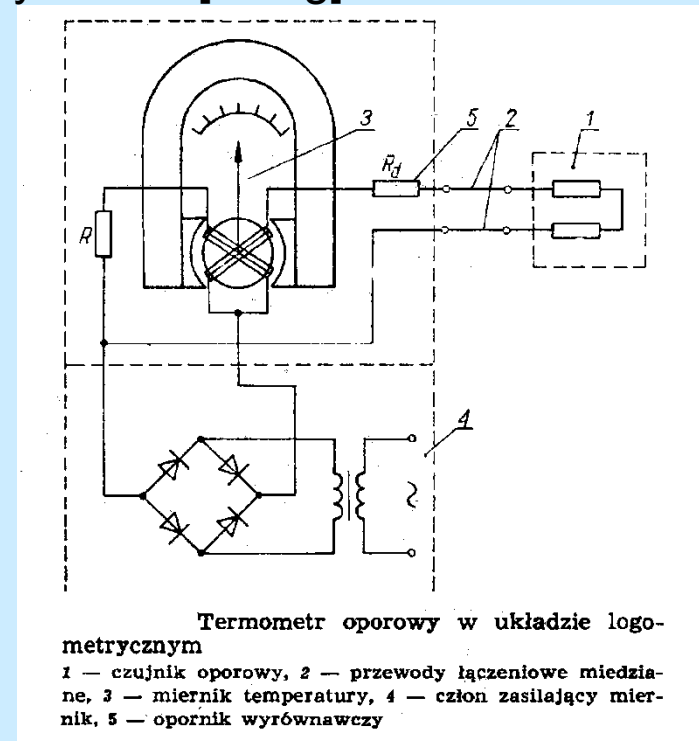 3
5
2
1
R
Rd
4
Termometr oporowy w układzie logo-
metrycznym
1 — czujnik oporowy, 2 — przewody łączeniowe miedzia-
ne, 3 — miernik temperatury, 4 — człon zasilający mier-
nik, 5 — opornik wyrównawczy